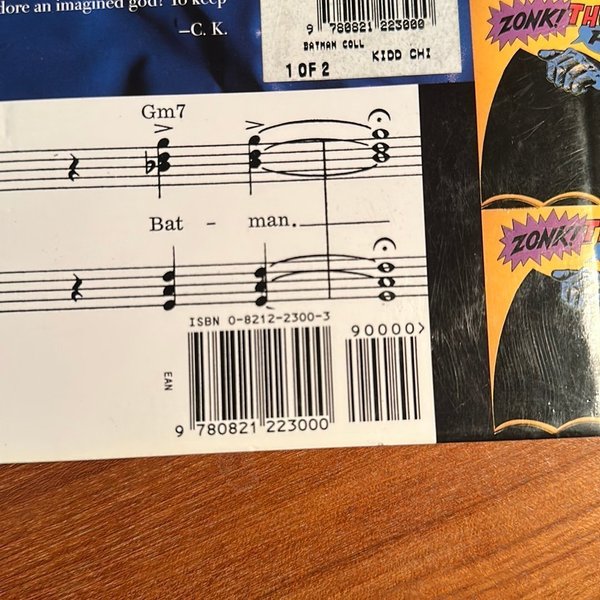 dore an imagined god? To keep
—C. K.
9 780821 223000
BATMAN COLL
1 OF 2 KIDD CHI
ZONK!
Gm7
Bat - man.
ZONK!
ISBN 0-8212-2300-3
90000>
EAN
9 780821 223000